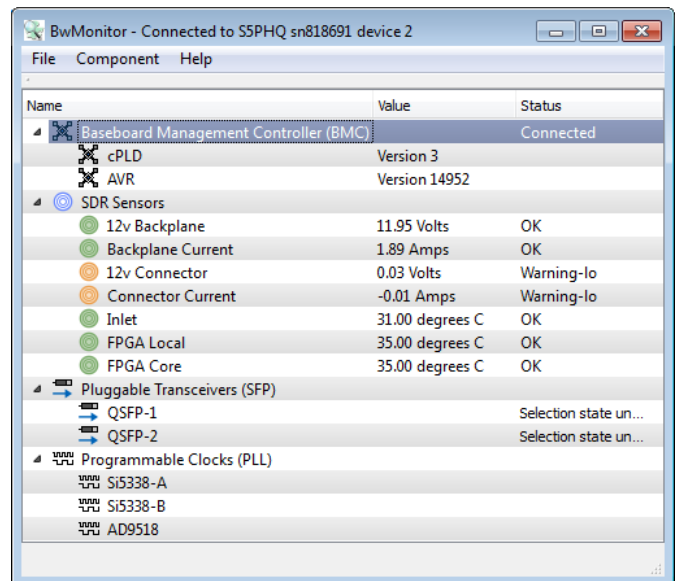 BwMonitor - Connected to S5PHQ sn818691 device 2
File Component Help
Name Value Status
Baseboard Management Controller (BMC) Connected
cPLD Version 3
AVR Version 14952
SDR Sensors
12v Backplane 11.95 Volts OK
Backplane Current 1.89 Amps OK
12v Connector 0.03 Volts Warning-lo
Connector Current -0.01 Amps Warning-lo
Inlet 31.00 degrees C OK
FPGA Local 35.00 degrees C OK
FPGA Core 35.00 degrees C OK
Pluggable Transceivers (SFP)
QSFP-1 Selection state un...
QSFP-2 Selection state un...
Programmable Clocks (PLL)
Si5338-A
Si5338-B
AD9518